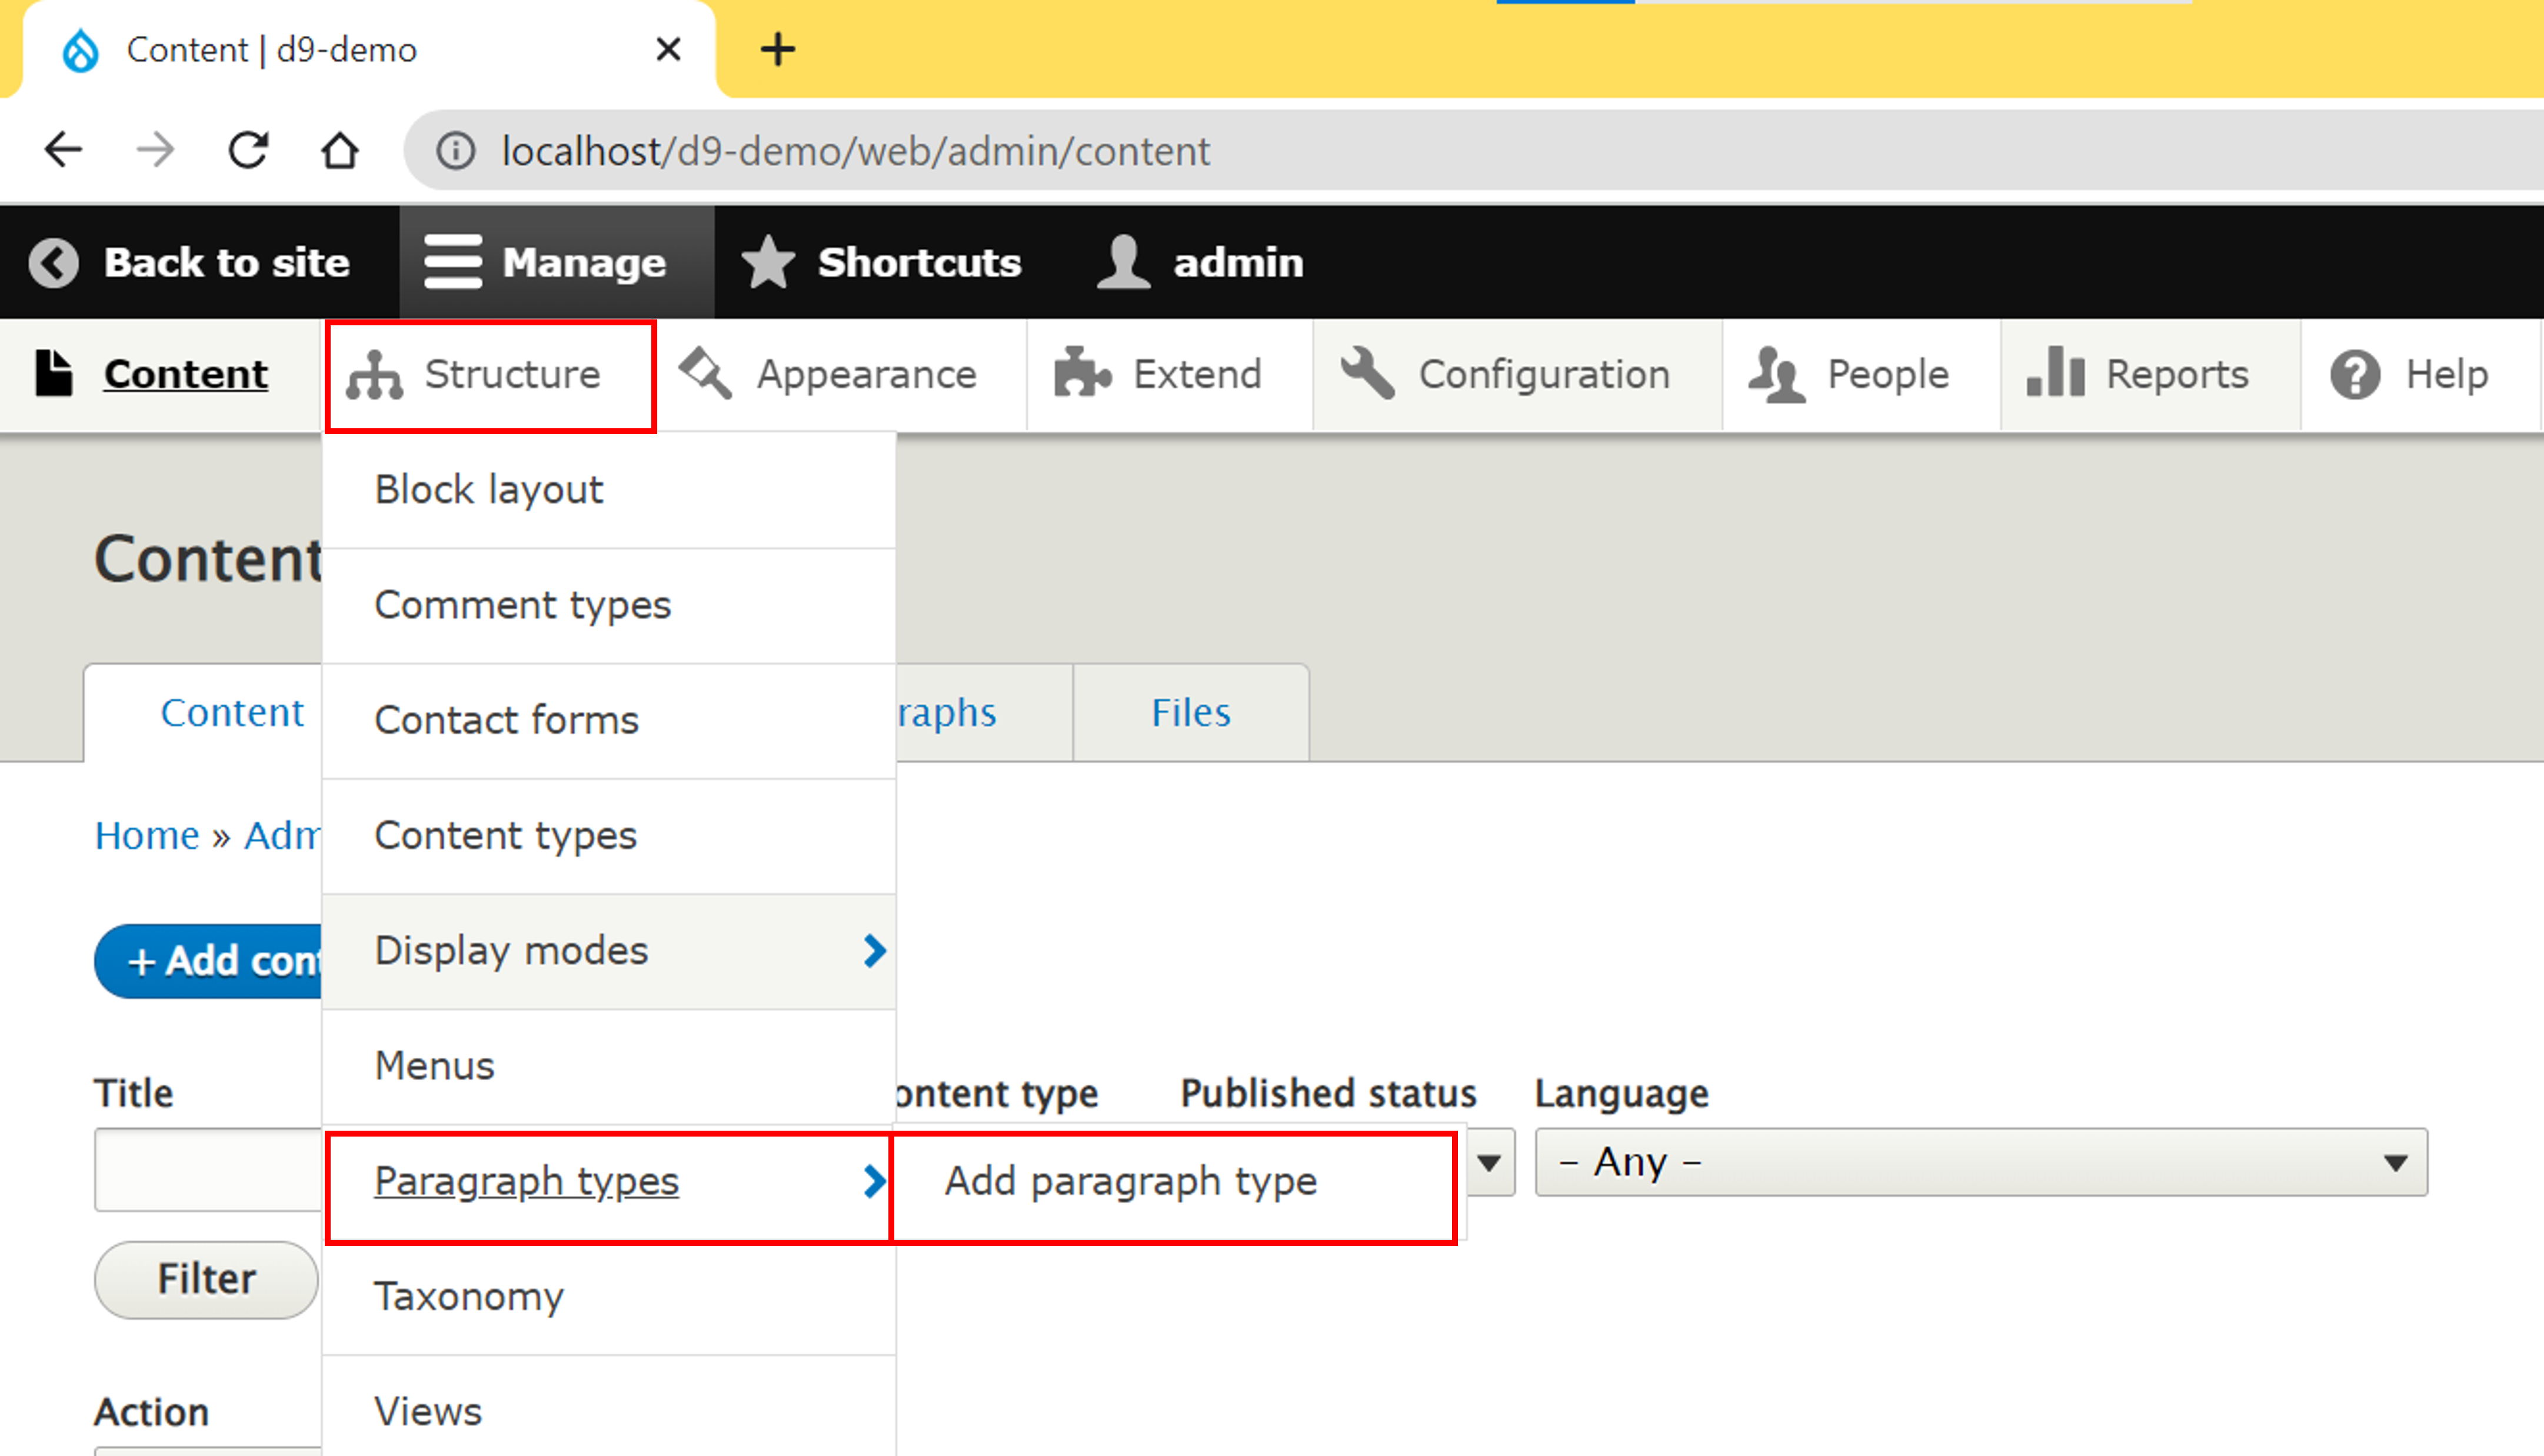 Content | d9-demo
localhost/d9-demo/web/admin/content
Back to site Manage Shortcuts admin
Content Structure Appearance Extend Configuration People Reports Help
Block layout
Content
Comment types
Content Contact forms raphs Files
Home » Adm Content types
+ Add cont Display modes
Menus
Title ontent type Published status Language
Paragraph types Add paragraph type - Any -
Filter
Taxonomy
Action Views